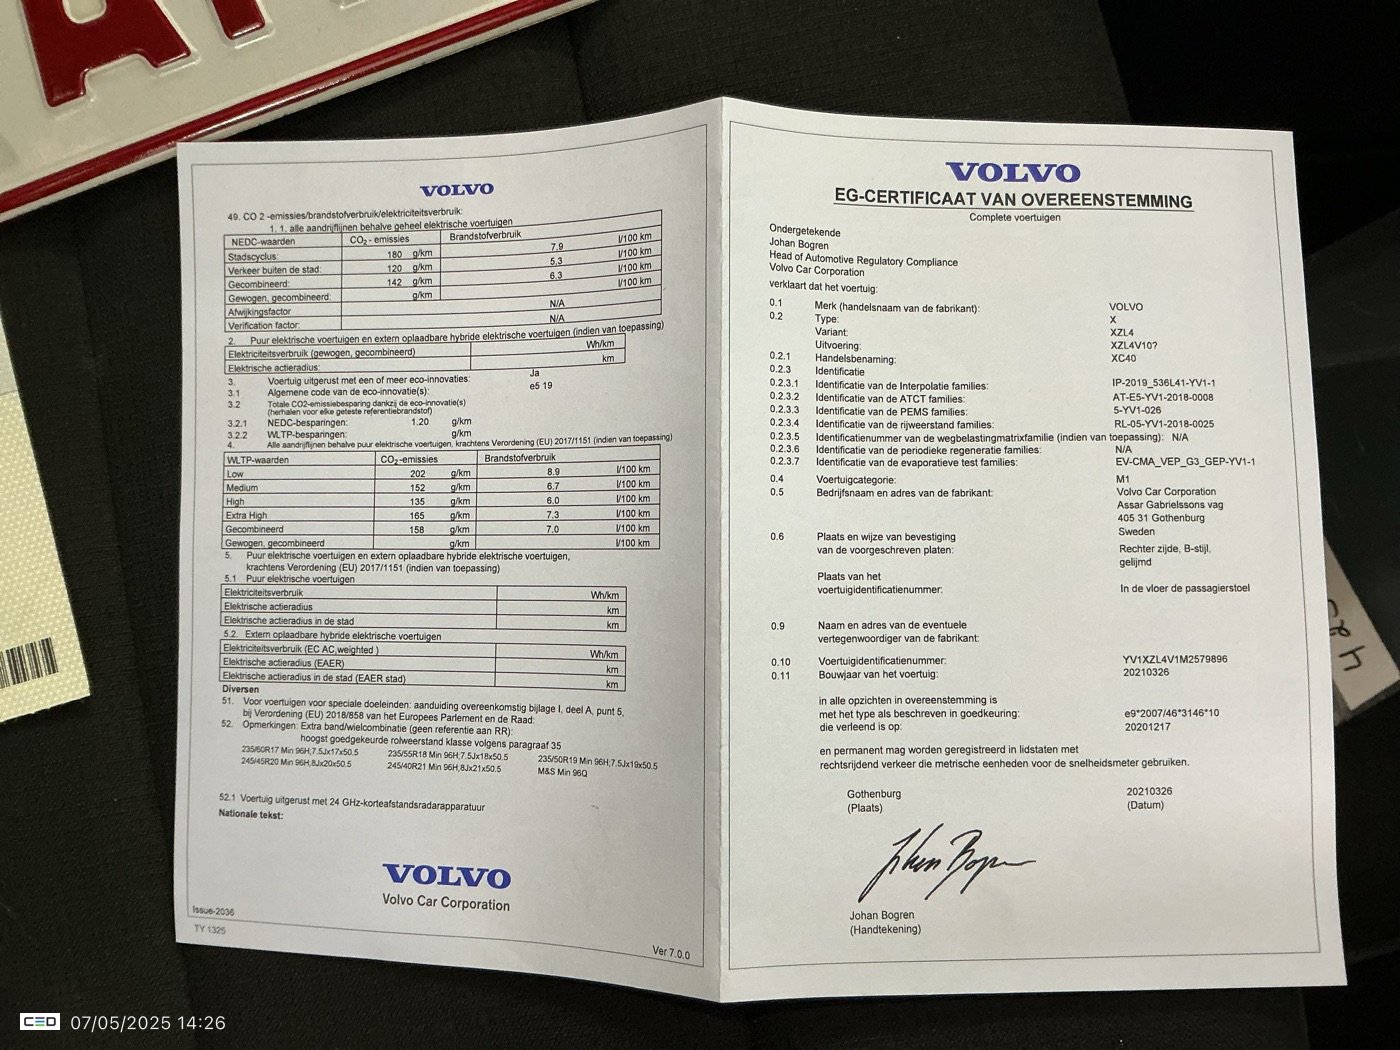 VOLVO
49. CO 2 -emissies/brandstofverbruik/elektriciteitsverbruik:
1. 1. alle aandrijflijnen behalve geheel elektrische voertuigen
NEDC-waarden CO2- emissies Brandstofverbruik
Stadscyclus: 180 g/km 7.9 l/100 km
Verkeer buiten de stad: 120 g/km 5.3 l/100 km
Gecombineerd: 142 g/km 6.3 l/100 km
Gewogen, gecombineerd: g/km l/100 km
Afwijkingsfactor N/A
Verification factor: N/A
2. Puur elektrische voertuigen en extern oplaadbare hybride elektrische voertuigen (indien van toepassing)
Elektriciteitsverbruik (gewogen, gecombineerd) Wh/km
Elektrische actieradius: km
3. Voertuig uitgerust met een of meer eco-innovaties: Ja
3.1 Algemene code van de eco-innovatie(s): e5 19
3.2 Totale CO2-emissiebesparing dankzij de eco-innovatie(s)
(herhalen voor elke geteste referentiebrandstof)
3.2.1 NEDC-besparingen: 1.20 g/km
3.2.2 WLTP-besparingen: g/km
4. Alle aandrijflijnen behalve puur elektrische voertuigen, krachtens Verordening (EU) 2017/1151 (indien van toepassing)
WLTP-waarden CO2-emissies Brandstofverbruik
Low 202 g/km 8.9 l/100 km
Medium 152 g/km 6.7 l/100 km
High 135 g/km 6.0 l/100 km
Extra High 165 g/km 7.3 l/100 km
Gecombineerd 158 g/km 7.0 l/100 km
Gewogen, gecombineerd g/km l/100 km
5. Puur elektrische voertuigen en extern oplaadbare hybride elektrische voertuigen,
krachtens Verordening (EU) 2017/1151 (indien van toepassing)
5.1 Puur elektrische voertuigen
Elektriciteitsverbruik Wh/km
Elektrische actieradius km
Elektrische actieradius in de stad km
5.2. Extern oplaadbare hybride elektrische voertuigen
Elektriciteitsverbruik (EC AC,weighted ) Wh/km
Elektrische actieradius (EAER) km
Elektrische actieradius in de stad (EAER stad) km
Diversen
51. Voor voertuigen voor speciale doeleinden: aanduiding overeenkomstig bijlage I, deel A, punt 5,
bij Verordening (EU) 2018/858 van het Europees Parlement en de Raad:
52. Opmerkingen: Extra band/wielcombinatie (geen referentie aan RR):
hoogst goedgekeurde rolweerstand klasse volgens paragraaf 35
235/60R17 Min 96H;7.5Jx17x50.5 235/55R18 Min 96H;7.5Jx18x50.5 235/50R19 Min 96H;7.5Jx19x50.5
245/45R20 Min 96H;8Jx20x50.5 245/40R21 Min 96H;8Jx21x50.5 M&S Min 96Q
52.1 Voertuig uitgerust met 24 GHz-korteafstandsradarapparatuur
Nationale tekst:
VOLVO
Volvo Car Corporation
Issue-2036
TY 1325
Ver 7.0.0
VOLVO
EG-CERTIFICAAT VAN OVEREENSTEMMING
Complete voertuigen
Ondergetekende
Johan Bogren
Head of Automotive Regulatory Compliance
Volvo Car Corporation
verklaart dat het voertuig:
0.1 Merk (handelsnaam van de fabrikant): VOLVO
0.2 Type: X
Variant: XZL4
Uitvoering: XZL4V10?
0.2.1 Handelsbenaming: XC40
0.2.3 Identificatie
0.2.3.1 Identificatie van de Interpolatie families: IP-2019_536L41-YV1-1
0.2.3.2 Identificatie van de ATCT families: AT-E5-YV1-2018-0008
0.2.3.3 Identificatie van de PEMS families: 5-YV1-026
0.2.3.4 Identificatie van de rijweerstand families: RL-05-YV1-2018-0025
0.2.3.5 Identificatienummer van de wegbelastingmatrixfamilie (indien van toepassing): N/A
0.2.3.6 Identificatie van de periodieke regeneratie families: N/A
0.2.3.7 Identificatie van de evaporatieve test families: EV-CMA_VEP_G3_GEP-YV1-1
0.4 Voertuigcategorie: M1
0.5 Bedrijfsnaam en adres van de fabrikant: Volvo Car Corporation
Assar Gabrielssons vag
405 31 Gothenburg
Sweden
0.6 Plaats en wijze van bevestiging
van de voorgeschreven platen: Rechter zijde, B-stijl,
gelijmd
Plaats van het
voertuigidentificatienummer: In de vloer de passagierstoel
0.9 Naam en adres van de eventuele
vertegenwoordiger van de fabrikant:
0.10 Voertuigidentificatienummer: YV1XZL4V1M2579896
0.11 Bouwjaar van het voertuig: 20210326
in alle opzichten in overeenstemming is
met het type als beschreven in goedkeuring: e9*2007/46*3146*10
die verleend is op: 20201217
en permanent mag worden geregistreerd in lidstaten met
rechtsrijdend verkeer die metrische eenheden voor de snelheidsmeter gebruiken.
Gothenburg 20210326
(Plaats) (Datum)
Johan Bogren
Johan Bogren
(Handtekening)
CED 07/05/2025 14:26